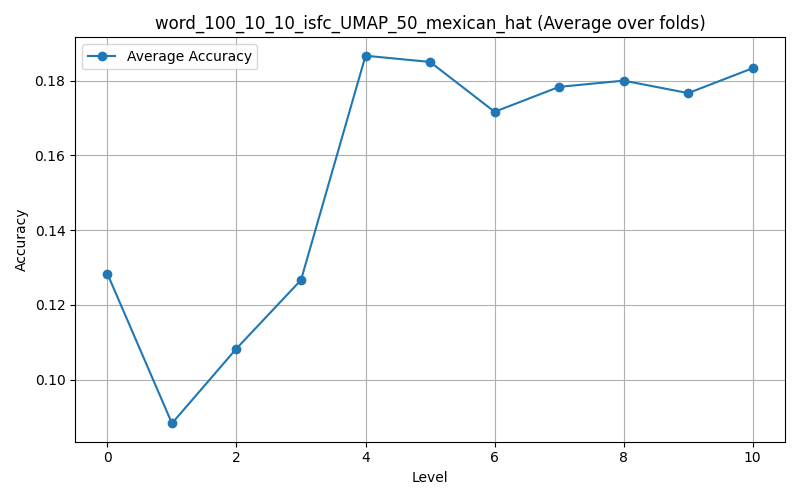 word_100_10_10_isfc_UMAP_50_mexican_hat (Average over folds)
Average Accuracy
0.18
0.16
0.14
0.12
0.10
Accuracy
0 2 4 6 8 10
Level